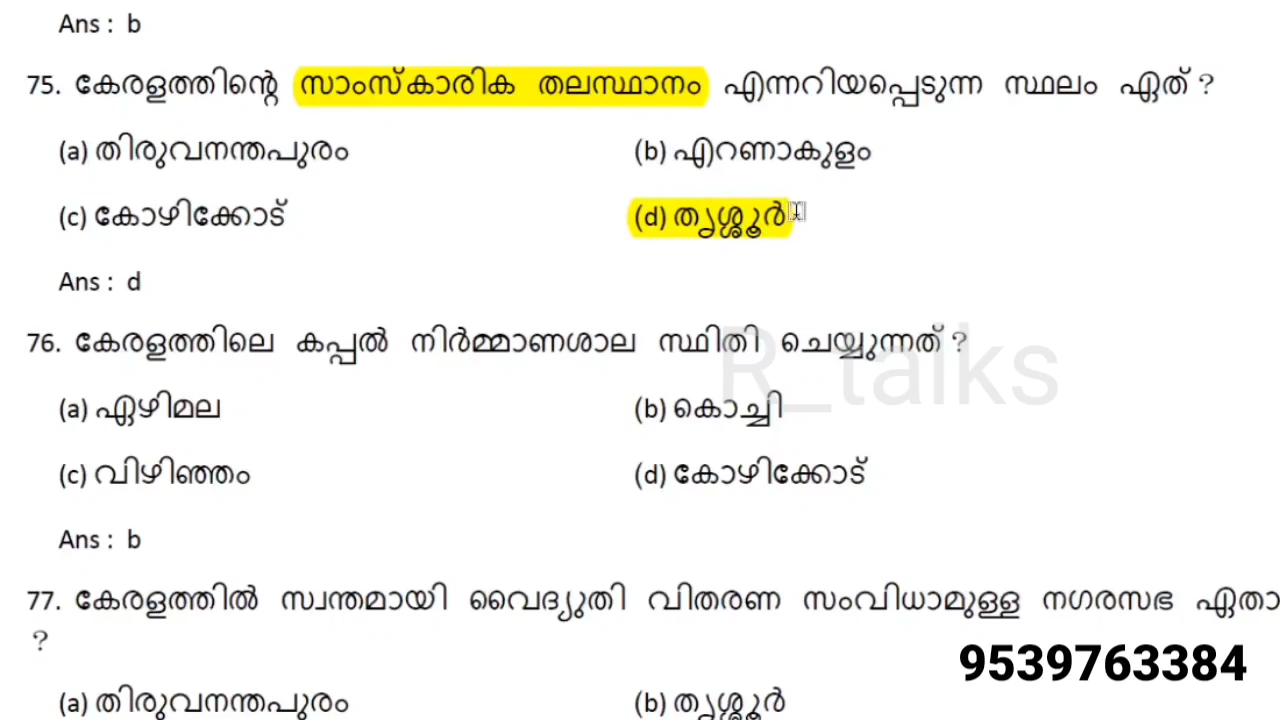 Ans : b
75. കേരളത്തിന്റെ സാംസ്കാരിക തലസ്ഥാനം എന്നറിയപ്പെടുന്ന സ്ഥലം ഏത് ?
(a) തിരുവനന്തപുരം (b) എറണാകുളം
(c) കോഴിക്കോട് (d) തൃശ്ശൂർ
Ans : d
76. കേരളത്തിലെ കപ്പൽ നിർമ്മാണശാല സ്ഥിതി ചെയ്യുന്നത് ?
R_talks
(a) ഏഴിമല (b) കൊച്ചി
(c) വിഴിഞ്ഞം (d) കോഴിക്കോട്
Ans : b
77. കേരളത്തിൽ സ്വന്തമായി വൈദ്യുതി വിതരണ സംവിധാമുള്ള നഗരസഭ ഏതാ
?
9539763384
(a) തിരുവനന്തപുരം (b) തൃശ്ശൂർ